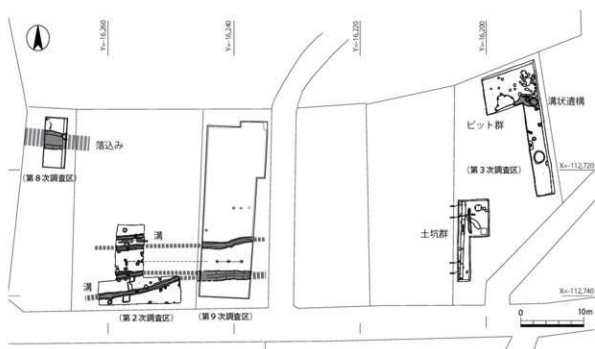 Y=-16,260
Y=-16,240
Y=-16,220
Y=-16,200
溝状遺構
ピット群
落込み
(第8次調査区)
(第3次調査区)
X=-112,720
土坑群
溝
溝
(第2次調査区)
(第9次調査区)
X=-112,740
0
10m